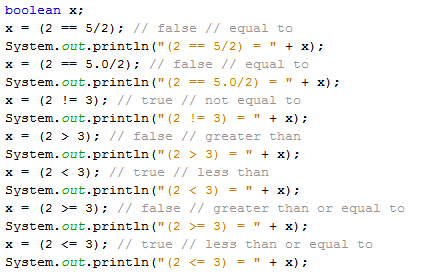 boolean x;
x = (2 == 5/2); // false // equal to
System.out.println("(2 == 5/2) = " + x);
x = (2 == 5.0/2); // false // equal to
System.out.println("(2 == 5.0/2) = " + x);
x = (2 != 3); // true // not equal to
System.out.println("(2 != 3) = " + x);
x = (2 > 3); // false // greater than
System.out.println("(2 > 3) = " + x);
x = (2 < 3); // true // less than
System.out.println("(2 < 3) = " + x);
x = (2 >= 3); // false // greater than or equal to
System.out.println("(2 >= 3) = " + x);
x = (2 <= 3); // true // less than or equal to
System.out.println("(2 <= 3) = " + x);